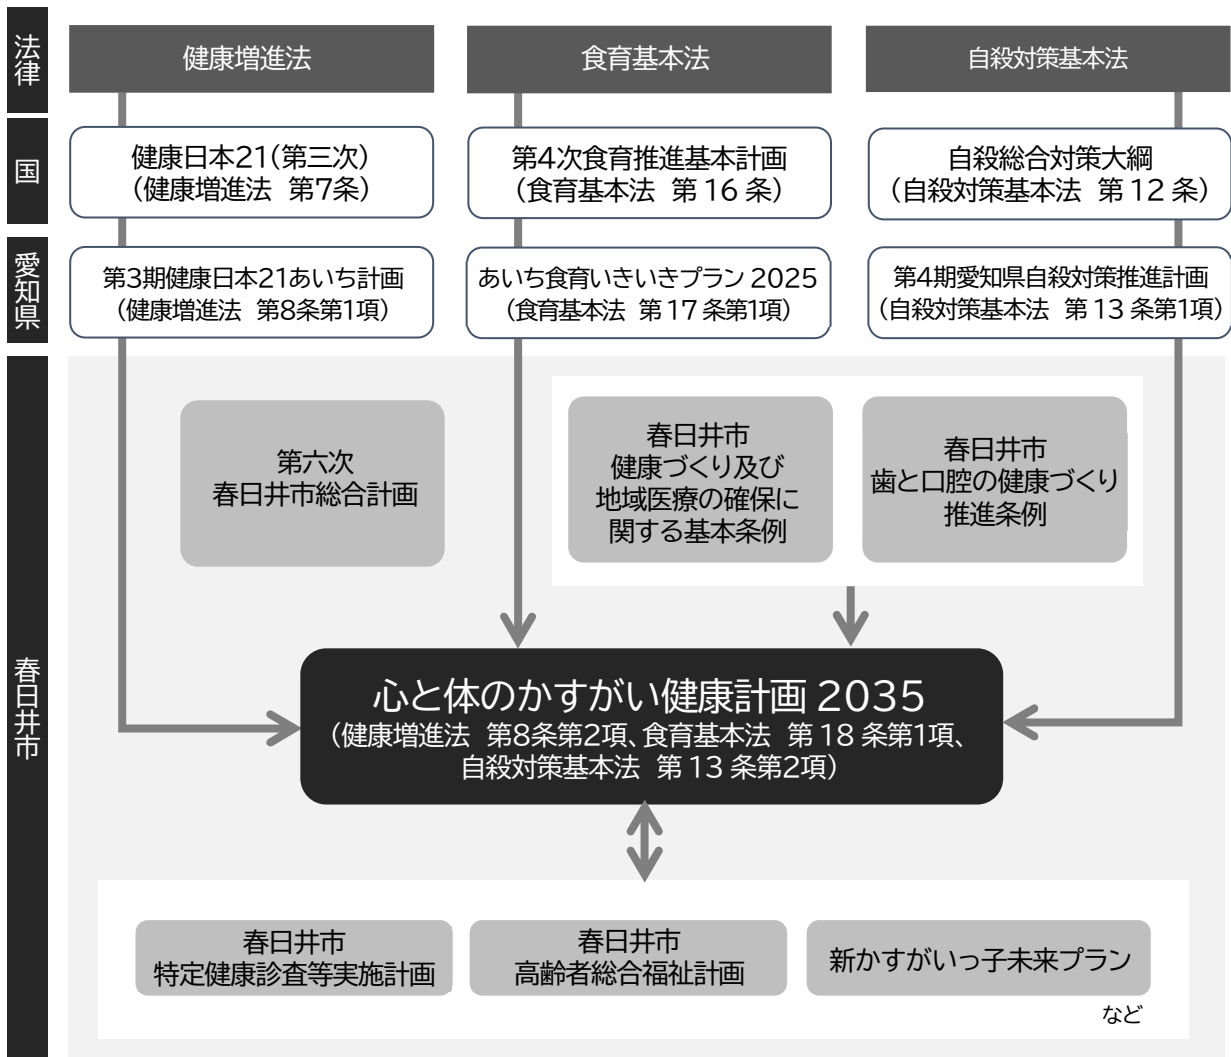 法律
健康増進法
食育基本法
自殺対策基本法
国
健康日本21(第三次)
(健康増進法 第7条)
第4次食育推進基本計画
(食育基本法 第16条)
自殺総合対策大綱
(自殺対策基本法 第12条)
愛知県
第3期健康日本21あいち計画
(健康増進法 第8条第1項)
あいち食育いきいきプラン2025
(食育基本法 第17条第1項)
第4期愛知県自殺対策推進計画
(自殺対策基本法 第13条第1項)
春日井市
第六次
春日井市総合計画
春日井市
健康づくり及び
地域医療の確保に
関する基本条例
春日井市
歯と口腔の健康づくり
推進条例
心と体のかすがい健康計画2035
(健康増進法 第8条第2項、食育基本法 第18条第1項、
自殺対策基本法 第13条第2項)
春日井市
特定健康診査等実施計画
春日井市
高齢者総合福祉計画
新かすがいっ子未来プラン
など